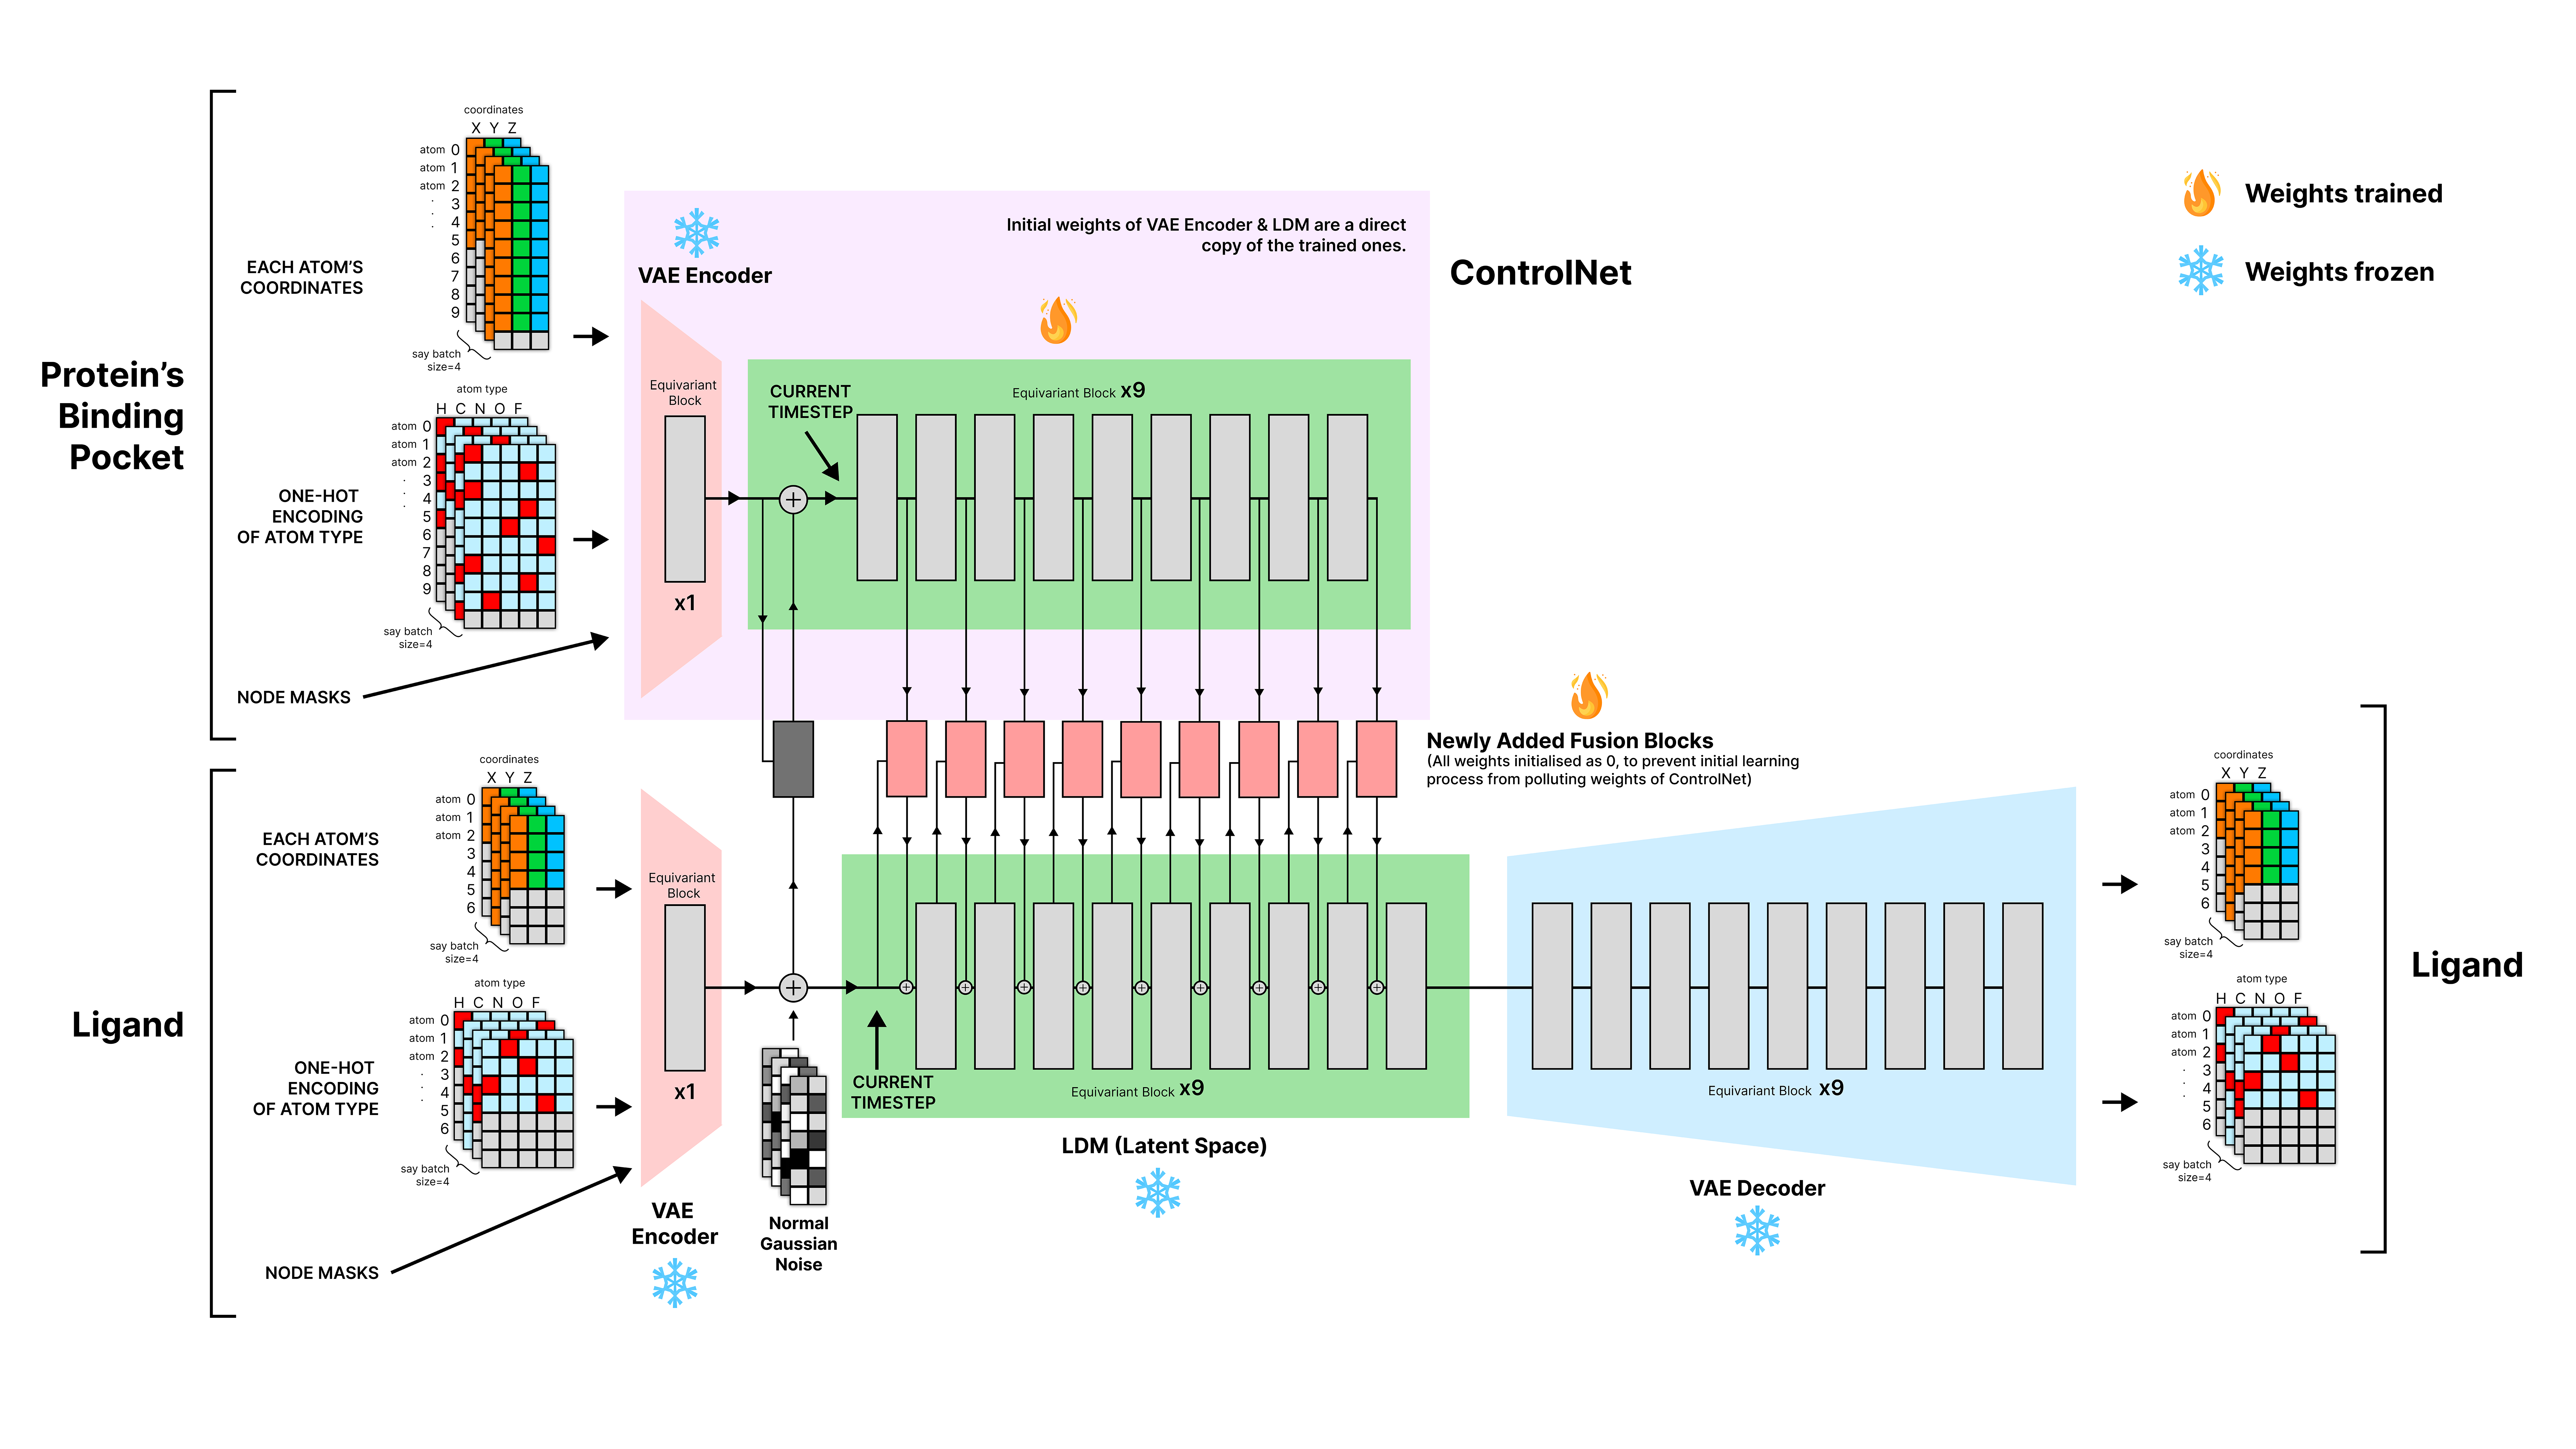 Protein's
Binding
Pocket
EACH ATOM'S
COORDINATES
coordinates
X Y Z
atom 0
atom 1
atom 2
. 3
. 4
. 5
6
7
8
9
say batch
size=4
ONE-HOT
ENCODING
OF ATOM TYPE
atom type
H C N O F
atom 0
atom 1
atom 2
. 3
. 4
. 5
6
7
8
9
say batch
size=4
NODE MASKS
VAE Encoder
Initial weights of VAE Encoder & LDM are a direct
copy of the trained ones.
ControlNet
Equivariant
Block
x1
CURRENT
TIMESTEP
Equivariant Block x9
Weights trained
Weights frozen
Newly Added Fusion Blocks
(All weights initialised as 0, to prevent initial learning
process from polluting weights of ControlNet)
Ligand
EACH ATOM'S
COORDINATES
coordinates
X Y Z
atom 0
atom 1
atom 2
3
4
5
6
say batch
size=4
ONE-HOT
ENCODING
OF ATOM TYPE
atom type
H C N O F
atom 0
atom 1
atom 2
. 3
. 4
. 5
6
say batch
size=4
NODE MASKS
Equivariant
Block
x1
VAE
Encoder
Normal
Gaussian
Noise
CURRENT
TIMESTEP
Equivariant Block x9
LDM (Latent Space)
Equivariant Block x9
VAE Decoder
coordinates
X Y Z
atom 0
atom 1
atom 2
3
4
5
6
say batch
size=4
atom type
H C N O F
atom 0
atom 1
atom 2
. 3
. 4
. 5
6
say batch
size=4
Ligand